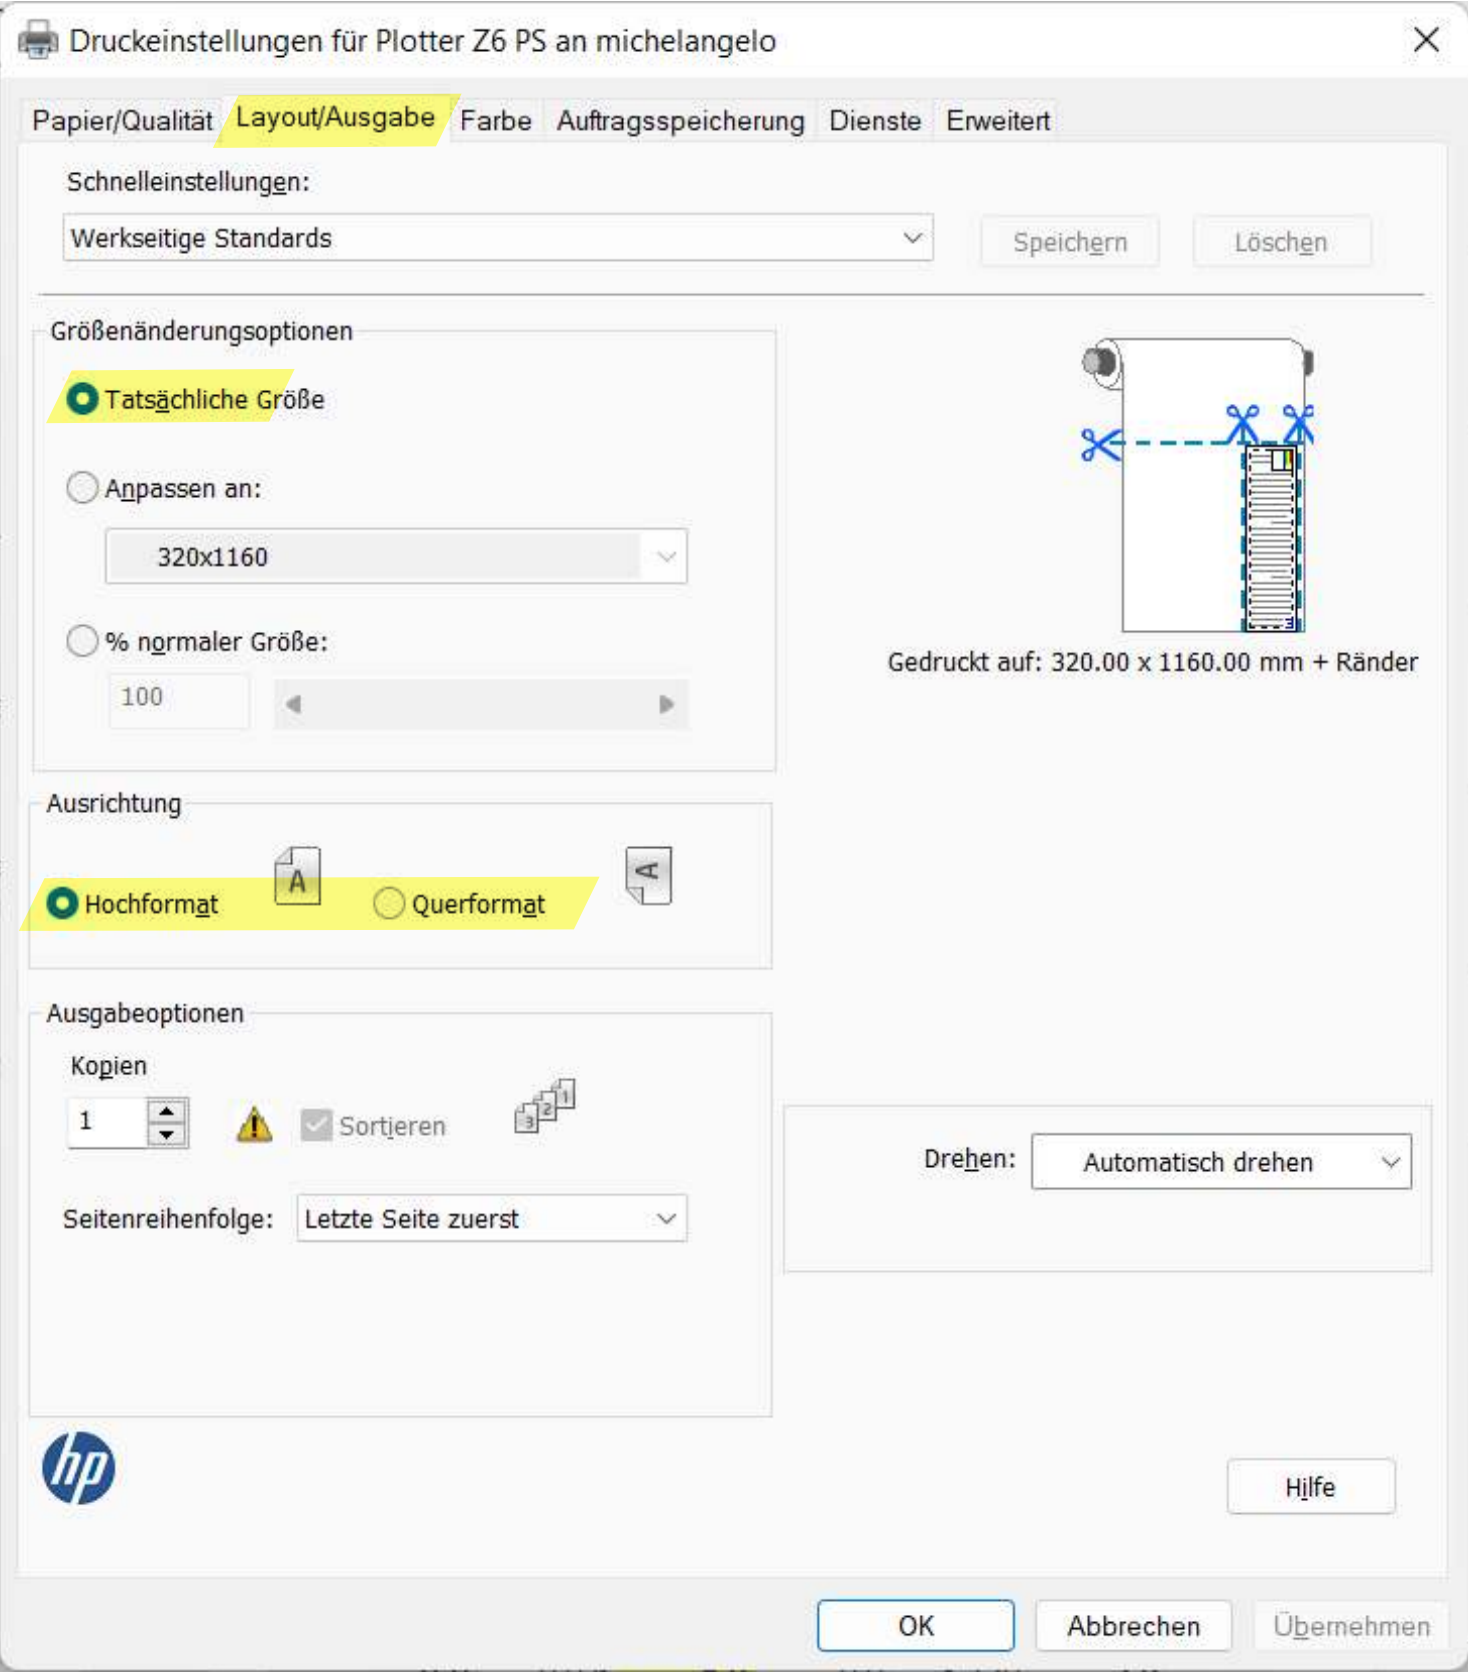 Druckeinstellungen für Plotter Z6 PS an michelangelo
Papier/Qualität Layout/Ausgabe Farbe Auftragsspeicherung Dienste Erweitert
Schnelleinstellungen:
Werkseitige Standards
Speichern Löschen
Größenänderungsoptionen
Tatsächliche Größe
Anpassen an:
320x1160
% normaler Größe:
100
Gedruckt auf: 320.00 x 1160.00 mm + Ränder
Ausrichtung
A
A
Hochformat Querformat
Ausgabeoptionen
Kopien
1
Sortieren
1
2
3
Drehen: Automatisch drehen
Seitenreihenfolge: Letzte Seite zuerst
hp
Hilfe
OK Abbrechen Übernehmen